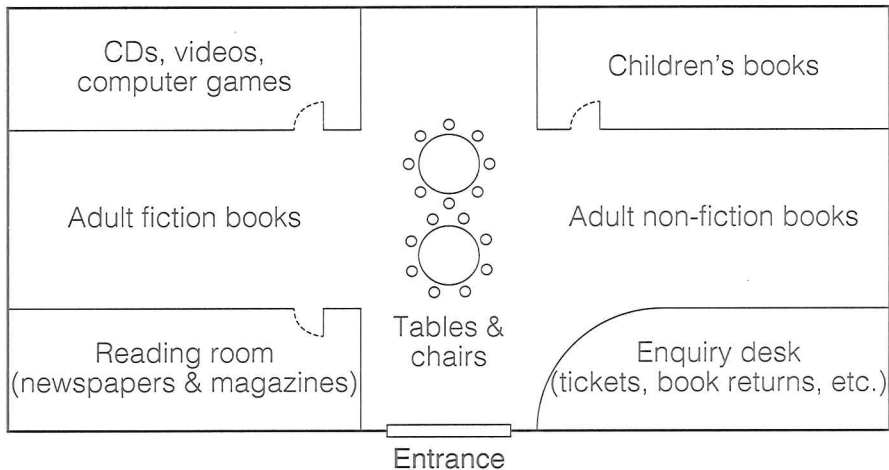 CDs, videos,
computer games
Children's books
Adult fiction books
Adult non-fiction books
Tables &
chairs
Reading room
(newspapers & magazines)
Enquiry desk
(tickets, book returns, etc.)
Entrance